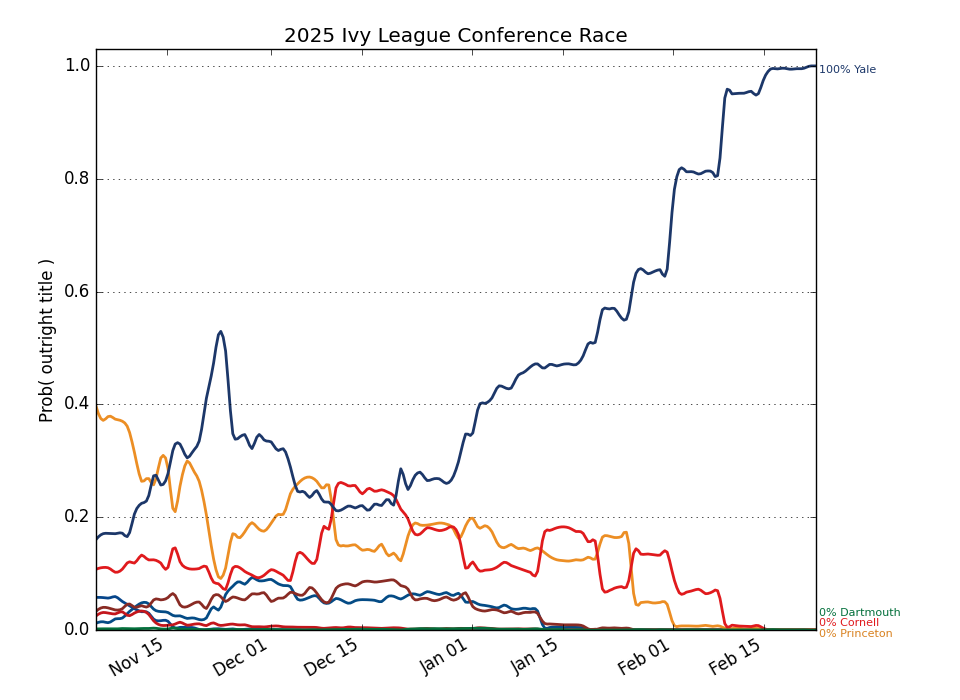 2025 Ivy League Conference Race
Prob( outright title )
1.0
0.8
0.6
0.4
0.2
0.0
Nov 15
Dec 01
Dec 15
Jan 01
Jan 15
Feb 01
Feb 15
100% Yale
0% Dartmouth
0% Cornell
0% Princeton